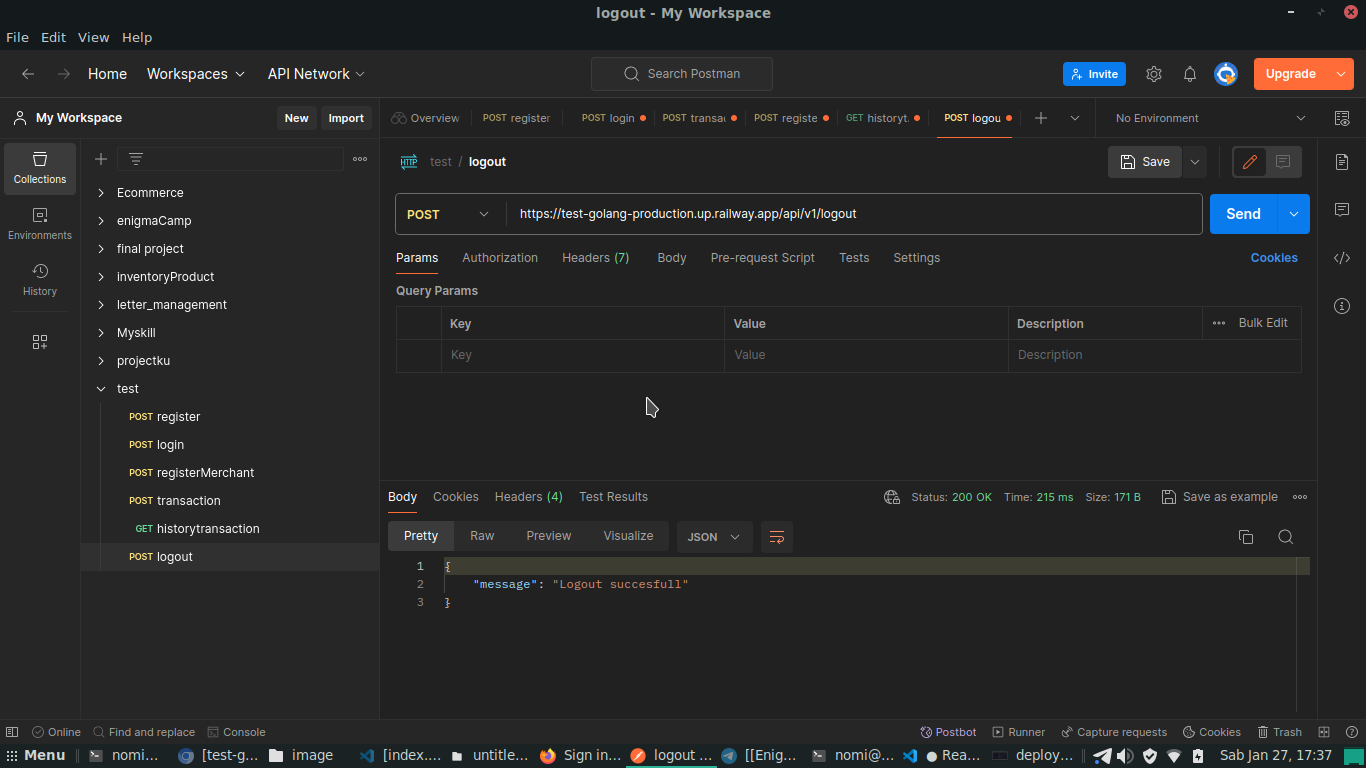 logout - My Workspace
File Edit View Help
Home Workspaces API Network Search Postman Invite Upgrade
My Workspace New Import Overview POST register POST login POST transac POST registe POST historyt. POST logou No Environment
test / logout Save
Collections
Environments
History
Ecommerce
enigmaCamp
final project
inventoryProduct
letter_management
Myskill
projectku
test
POST register
POST login
POST registerMerchant
POST transaction
GET historytransaction
POST logout
POST https://test-golang-production.up.railway.app/api/v1/logout Send
Params Authorization Headers (7) Body Pre-request Script Tests Settings Cookies
Query Params
Key Value Description Bulk Edit
Key Value Description
Body Cookies Headers (4) Test Results Status: 200 OK Time: 215 ms Size: 171 B Save as example
Pretty Raw Preview Visualize JSON
1 {
2 "message": "Logout succesfull"
3 }
Online Find and replace Console Postbot Runner Capture requests Cookies Trash
Menu nomi... [test-g... image [index.... untitle... Sign in... logout ... [[Enig... nomi@... Rea... deploy... Sab Jan 27, 17:37